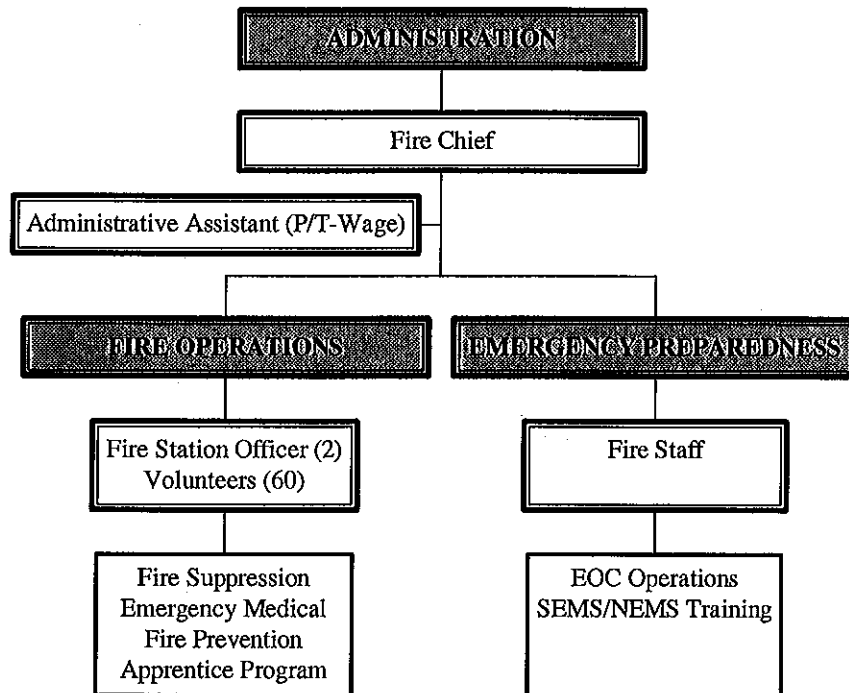 ADMINISTRATION
Fire Chief
Administrative Assistant (P/T-Wage)
FIRE OPERATIONS
EMERGENCY PREPAREDNESS
Fire Station Officer (2)
Volunteers (60)
Fire Staff
Fire Suppression
Emergency Medical
Fire Prevention
Apprentice Program
EOC Operations
SEMS/NEMS Training